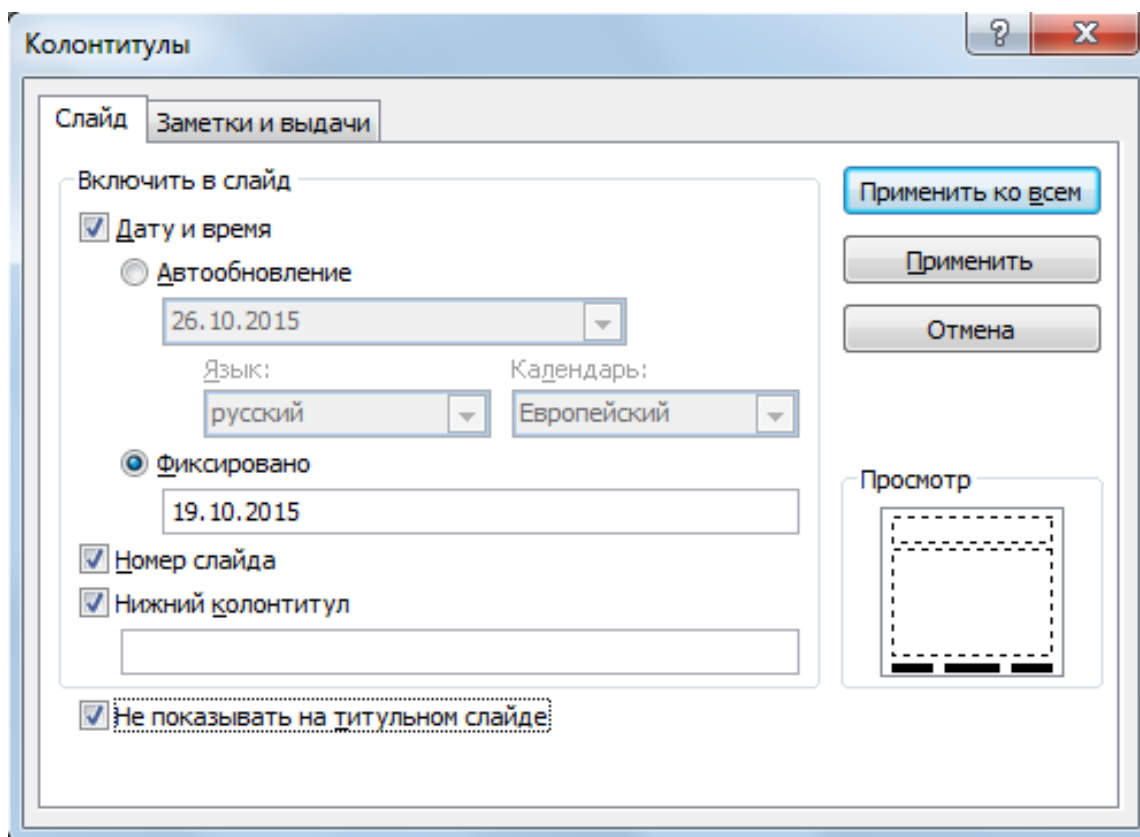 Колонтитулы
Слайд
Заметки и выдачи
Включить в слайд
Дату и время
Автообновление
26.10.2015
Язык:
Календарь:
русский
Европейский
Фиксировано
19.10.2015
Номер слайда
Нижний колонтитул
Не показывать на титульном слайде
Применить ко всем
Применить
Отмена
Просмотр